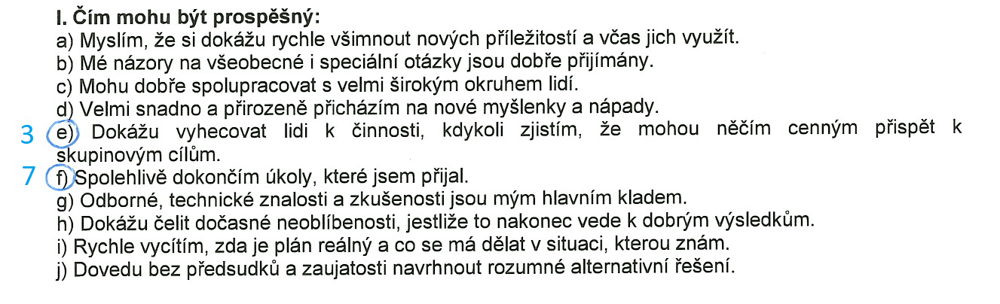 I. Čím mohu být prospěšný:
a) Myslím, že si dokážu rychle všimnout nových příležitostí a včas jich využít.
b) Mé názory na všeobecné i speciální otázky jsou dobře přijímány.
c) Mohu dobře spolupracovat s velmi širokým okruhem lidí.
d) Velmi snadno a přirozeně přicházím na nové myšlenky a nápady.
3 e) Dokážu vyhecovat lidi k činnosti, kdykoli zjistím, že mohou něčím cenným přispět k
skupinovým cílům.
7 f) Spolehlivě dokončím úkoly, které jsem přijal.
g) Odborné, technické znalosti a zkušenosti jsou mým hlavním kladem.
h) Dokážu čelit dočasné neoblíbenosti, jestliže to nakonec vede k dobrým výsledkům.
i) Rychle vycítím, zda je plán reálný a co se má dělat v situaci, kterou znám.
j) Dovedu bez předsudků a zaujatosti navrhnout rozumné alternativní řešení.